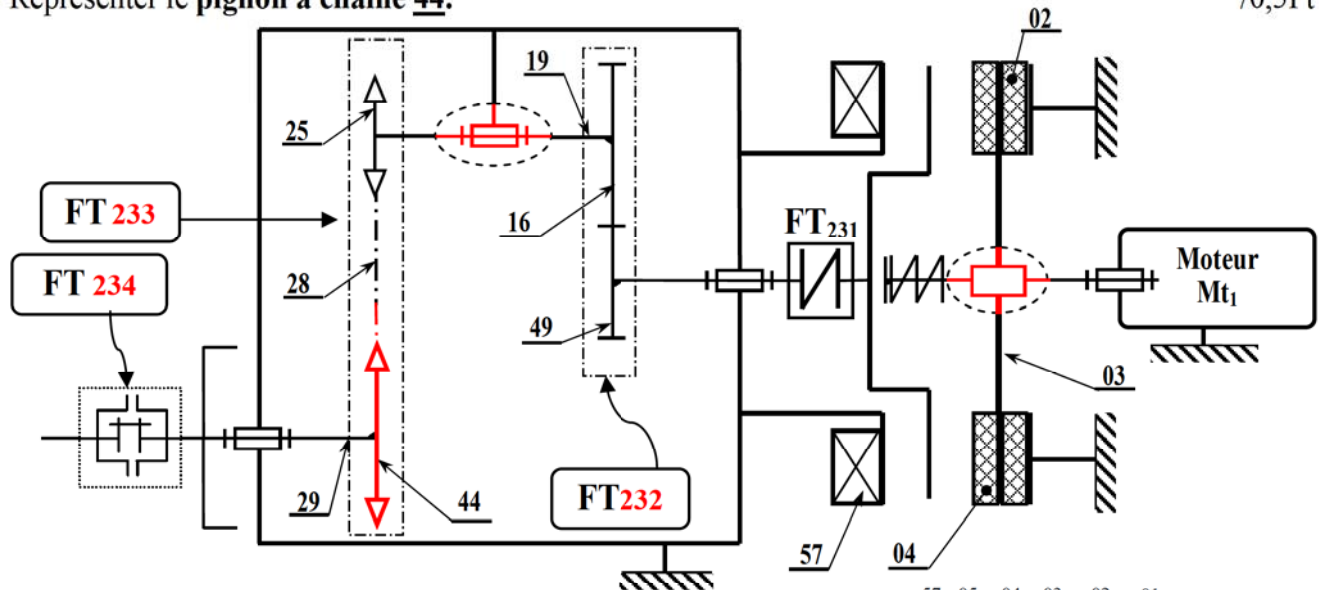 Représenter le pignon à chaîne 44.
/0,5Pt
02
19
25
FT 233
16
FT231
Moteur
Mt1
FT 234
28
49
03
29
44
FT232
57
04